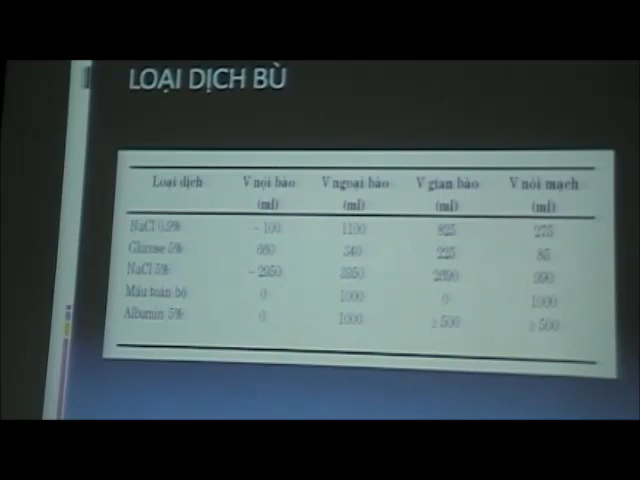 LOẠI DỊCH BÙ
Loại dịch V nội bào V ngoại bào V gian bào V nội mạch
(ml) (ml) (ml) (ml)
NaCl 0,9% - 100 1100 825 275
Glucose 5% 660 340 225 85
NaCl 5% - 2950 3950 2690 990
Máu toàn bộ 0 1000 0 1000
Albumin 5% 0 1000 ≥ 500 ≥ 500